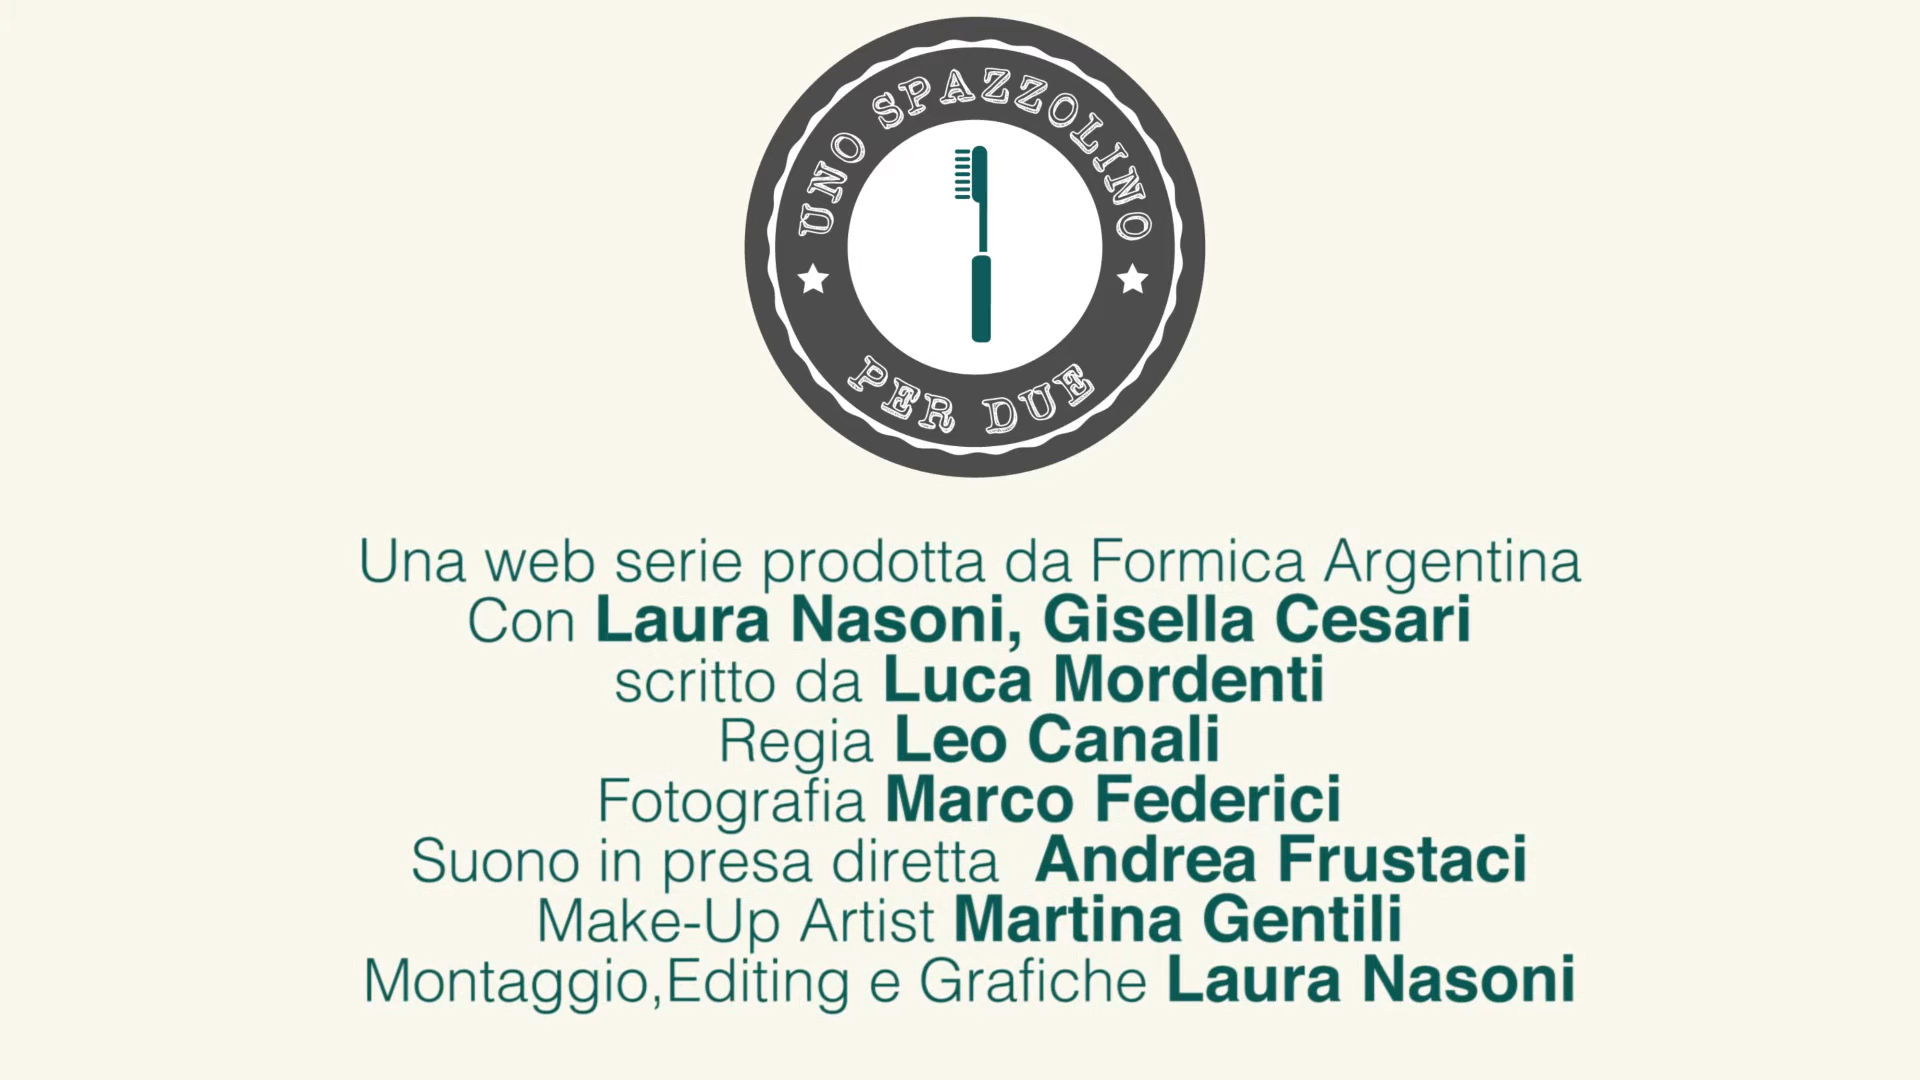 UNO SPAZZOLINO
PER DUE
Una web serie prodotta da Formica Argentina
Con Laura Nasoni, Gisella Cesari
scritto da Luca Mordenti
Regia Leo Canali
Fotografia Marco Federici
Suono in presa diretta  Andrea Frustaci
Make-Up Artist Martina Gentili
Montaggio,Editing e Grafiche Laura Nasoni